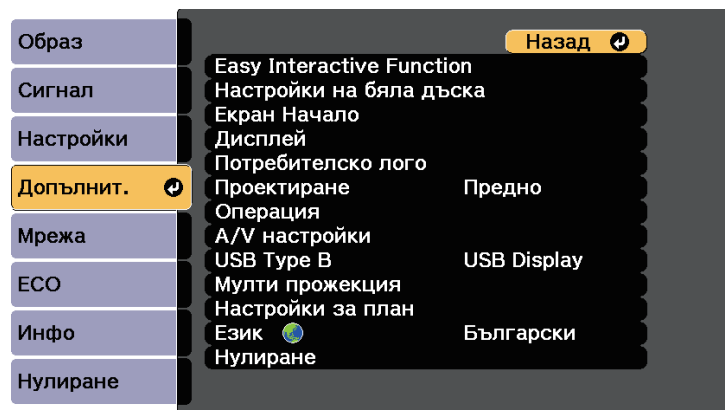 Образ
Сигнал
Настройки
Допълнит.
Мрежа
ECO
Инфо
Нулиране
Назад
Easy Interactive Function
Настройки на бяла дъска
Екран Начало
Дисплей
Потребителско лого
Проектиране Предно
Операция
A/V настройки
USB Type B USB Display
Мулти прожекция
Настройки за план
Език Български
Нулиране